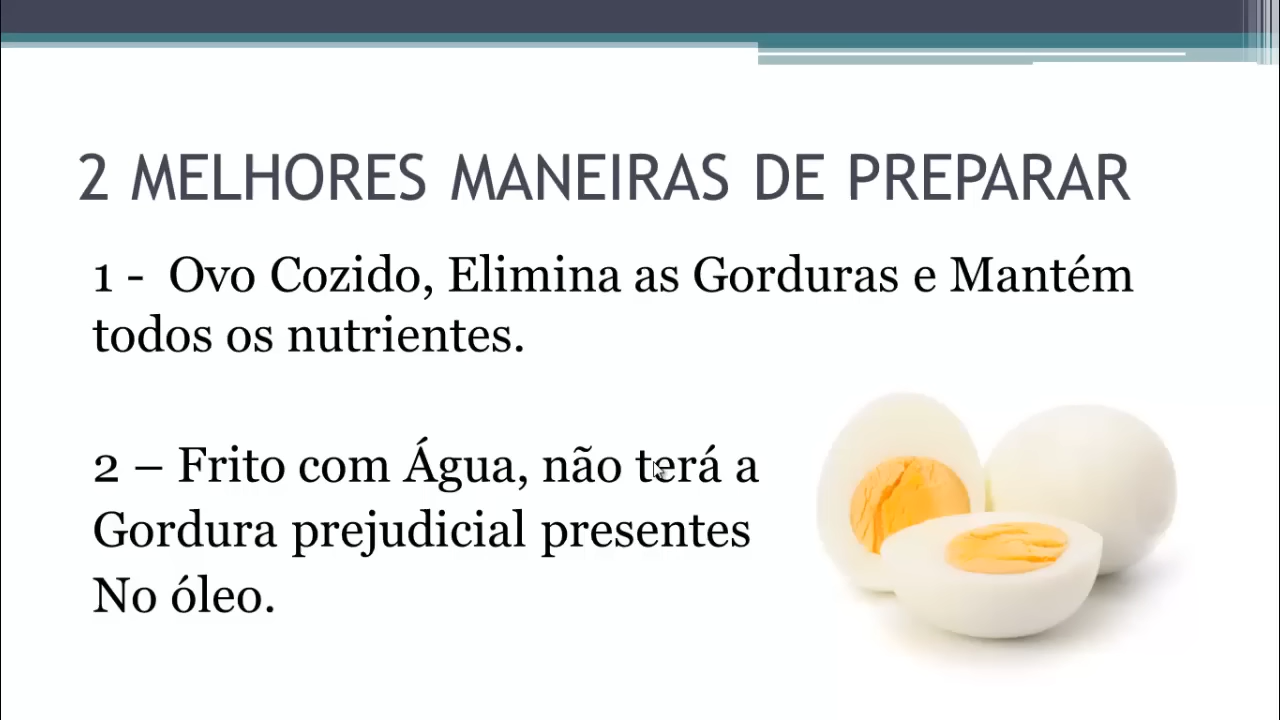 2 MELHORES MANEIRAS DE PREPARAR
1 - Ovo Cozido, Elimina as Gorduras e Mantém
todos os nutrientes.
2 – Frito com Água, não terá a
Gordura prejudicial presentes
No óleo.